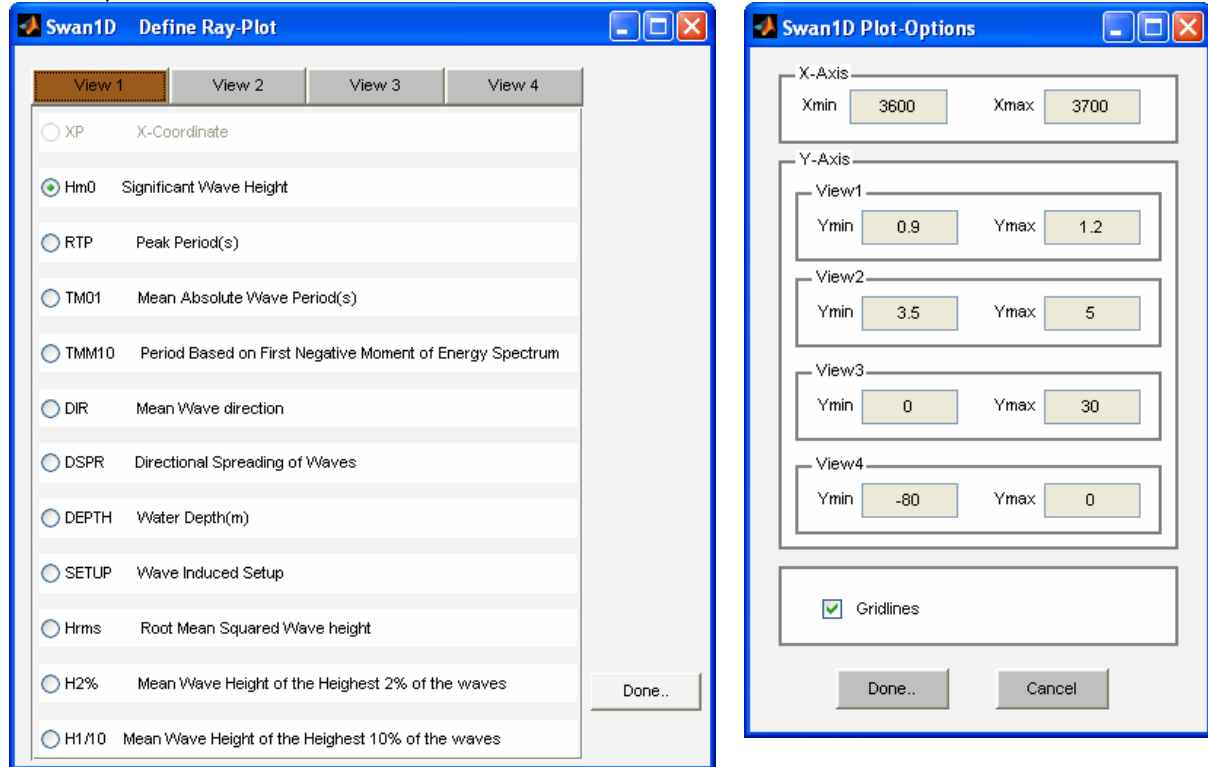 Swan1D Define Ray-Plot
View 1 View 2 View 3 View 4
XP X-Coordinate
Hm0 Significant Wave Height
RTP Peak Period(s)
TM01 Mean Absolute Wave Period(s)
TMM10 Period Based on First Negative Moment of Energy Spectrum
DIR Mean Wave direction
DSPR Directional Spreading of Waves
DEPTH Water Depth(m)
SETUP Wave Induced Setup
Hrms Root Mean Squared Wave height
H2% Mean Wave Height of the Heighest 2% of the waves
Done..
H1/10 Mean Wave Height of the Heighest 10% of the waves
Swan1D Plot-Options
X-Axis
Xmin 3600 Xmax 3700
Y-Axis
View1
Ymin 0.9 Ymax 1.2
View2
Ymin 3.5 Ymax 5
View3
Ymin 0 Ymax 30
View4
Ymin -80 Ymax 0
Gridlines
Done.. Cancel